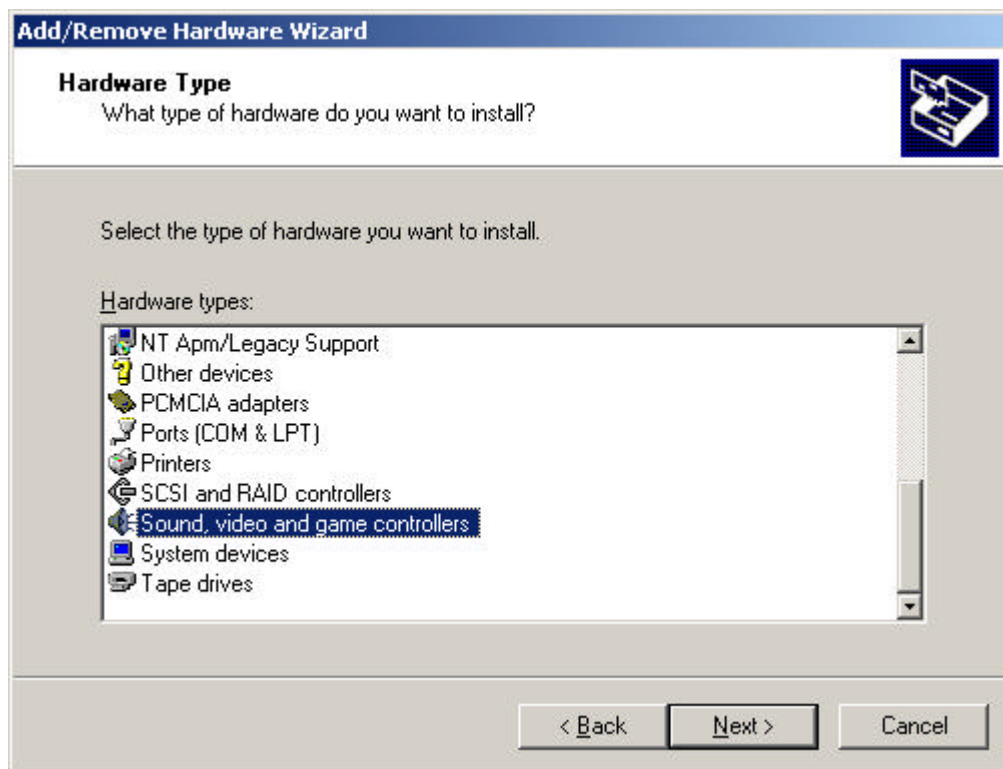 Add/Remove Hardware Wizard
Hardware Type
What type of hardware do you want to install?
Select the type of hardware you want to install.
Hardware types:
NT Apm/Legacy Support
Other devices
PCMCIA adapters
Ports (COM & LPT)
Printers
SCSI and RAID controllers
Sound, video and game controllers
System devices
Tape drives
< Back
Next >
Cancel